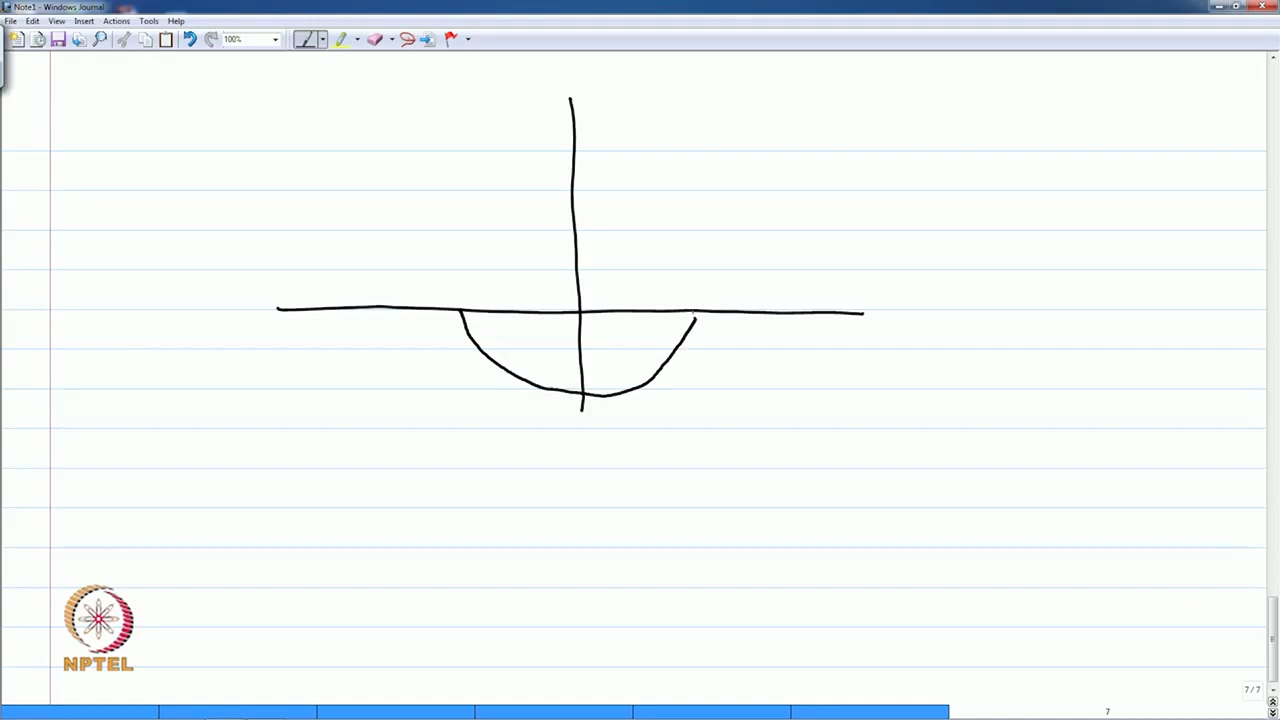 Note1 - Windows Journal
File Edit View Insert Actions Tools Help
100%
NPTEL
7 / 7
7